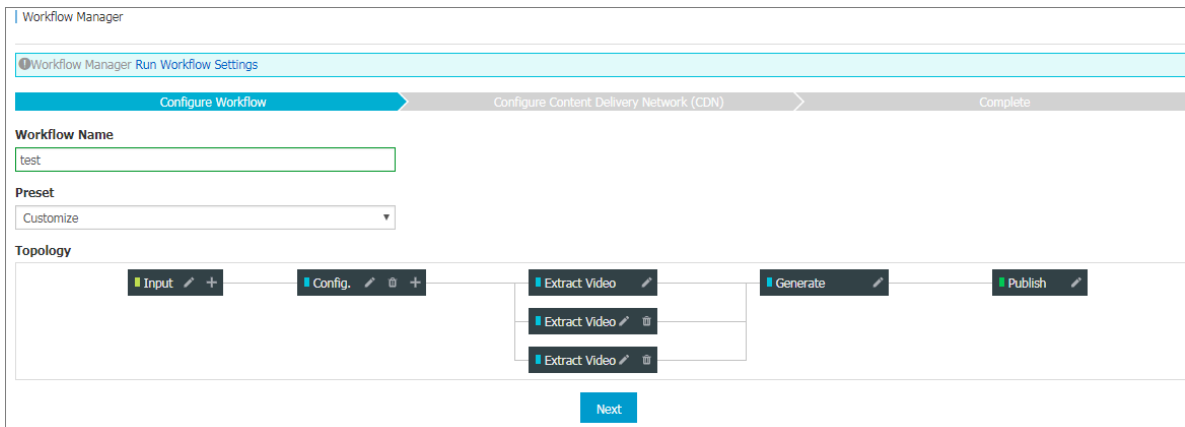 Workflow Manager
Workflow Manager Run Workflow Settings
Configure Workflow Configure Content Delivery Network (CDN) Complete
Workflow Name
test
Preset
Customize
Topology
Input Config. Extract Video Generate Publish
Extract Video
Extract Video
Next